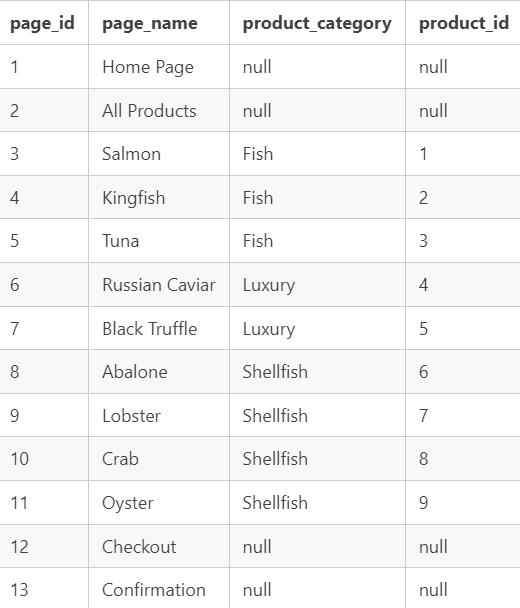 page_id page_name product_category product_id
1 Home Page null null
2 All Products null null
3 Salmon Fish 1
4 Kingfish Fish 2
5 Tuna Fish 3
6 Russian Caviar Luxury 4
7 Black Truffle Luxury 5
8 Abalone Shellfish 6
9 Lobster Shellfish 7
10 Crab Shellfish 8
11 Oyster Shellfish 9
12 Checkout null null
13 Confirmation null null